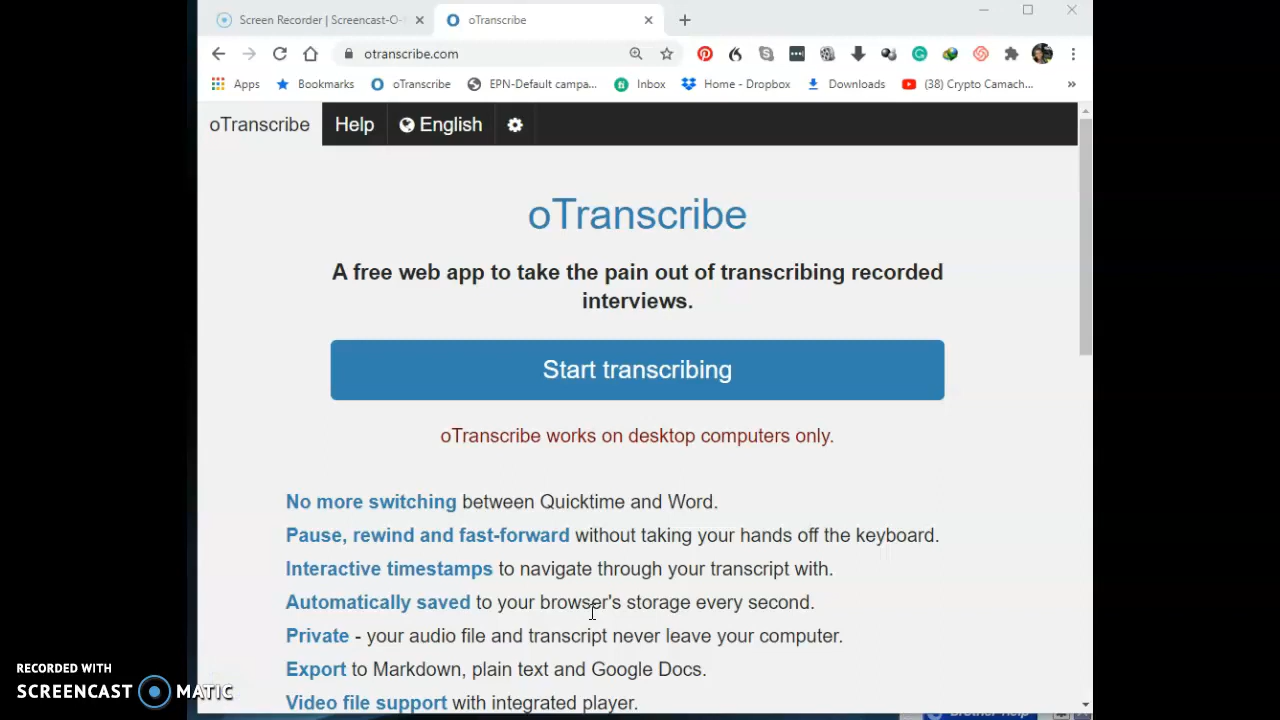 Screen Recorder | Screencast-O-
oTranscribe
otranscribe.com
Apps
Bookmarks
oTranscribe
EPN-Default campa...
Inbox
Home - Dropbox
Downloads
(38) Crypto Camach...
»
oTranscribe
Help
English
oTranscribe
A free web app to take the pain out of transcribing recorded
interviews.
Start transcribing
oTranscribe works on desktop computers only.
No more switching between Quicktime and Word.
Pause, rewind and fast-forward without taking your hands off the keyboard.
Interactive timestamps to navigate through your transcript with.
Automatically saved to your browser's storage every second.
Private - your audio file and transcript never leave your computer.
Export to Markdown, plain text and Google Docs.
Video file support with integrated player.
RECORDED WITH
SCREENCAST MATIC